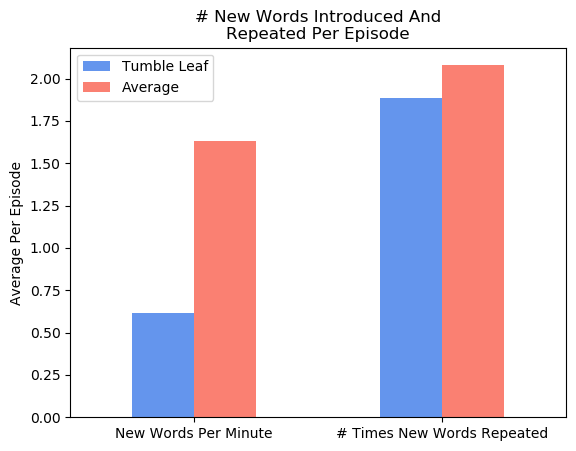 # New Words Introduced And
Repeated Per Episode
Tumble Leaf
Average
Average Per Episode
2.00
1.75
1.50
1.25
1.00
0.75
0.50
0.25
0.00
New Words Per Minute
# Times New Words Repeated